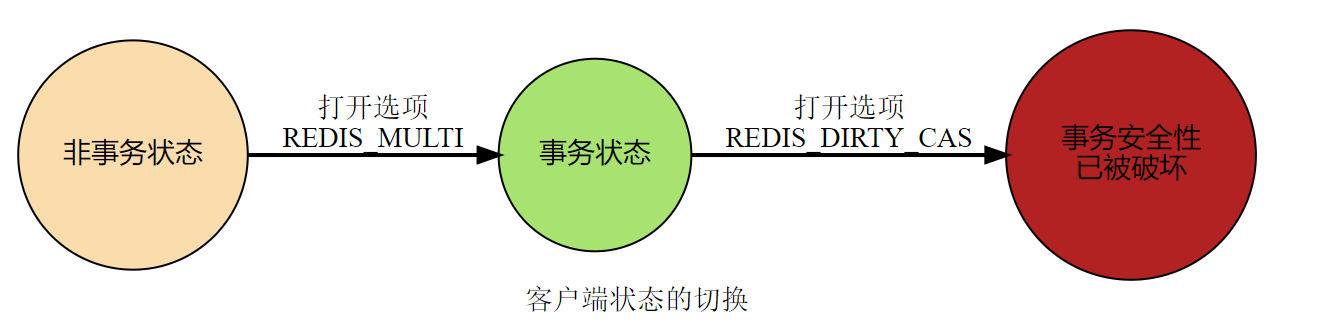 打开选项
REDIS_MULTI
打开选项
REDIS_DIRTY_CAS
非事务状态
事务状态
事务安全性
已被破坏
客户端状态的切换